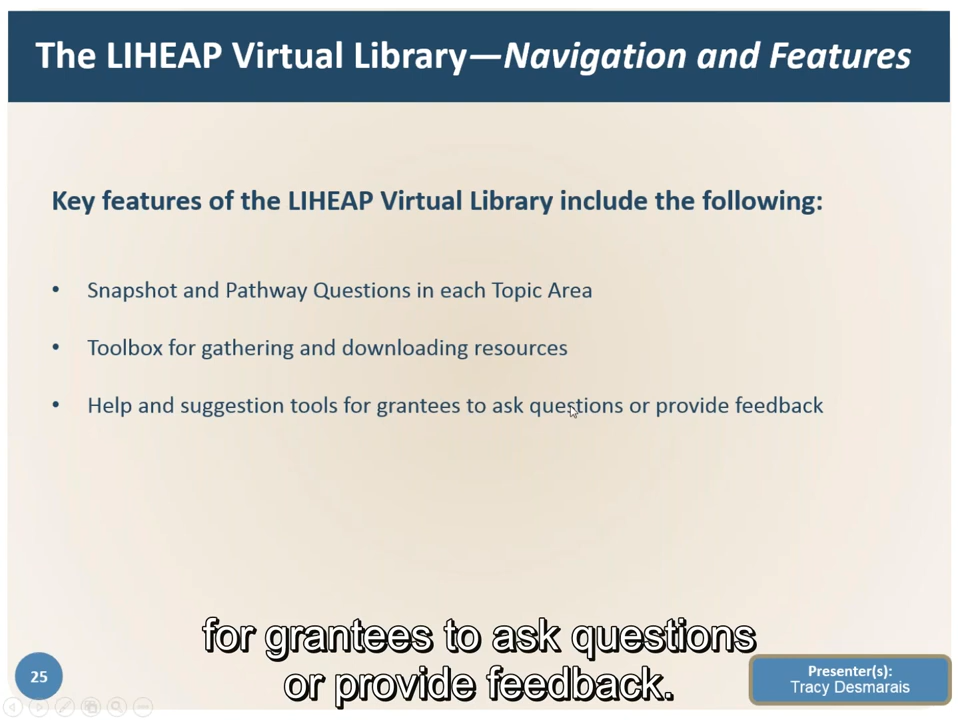 The LIHEAP Virtual Library—Navigation and Features
Key features of the LIHEAP Virtual Library include the following:
• Snapshot and Pathway Questions in each Topic Area
• Toolbox for gathering and downloading resources
• Help and suggestion tools for grantees to ask questions or provide feedback
for grantees to ask questions
or provide feedback.
25
Presenter(s):
Tracy Desmarais